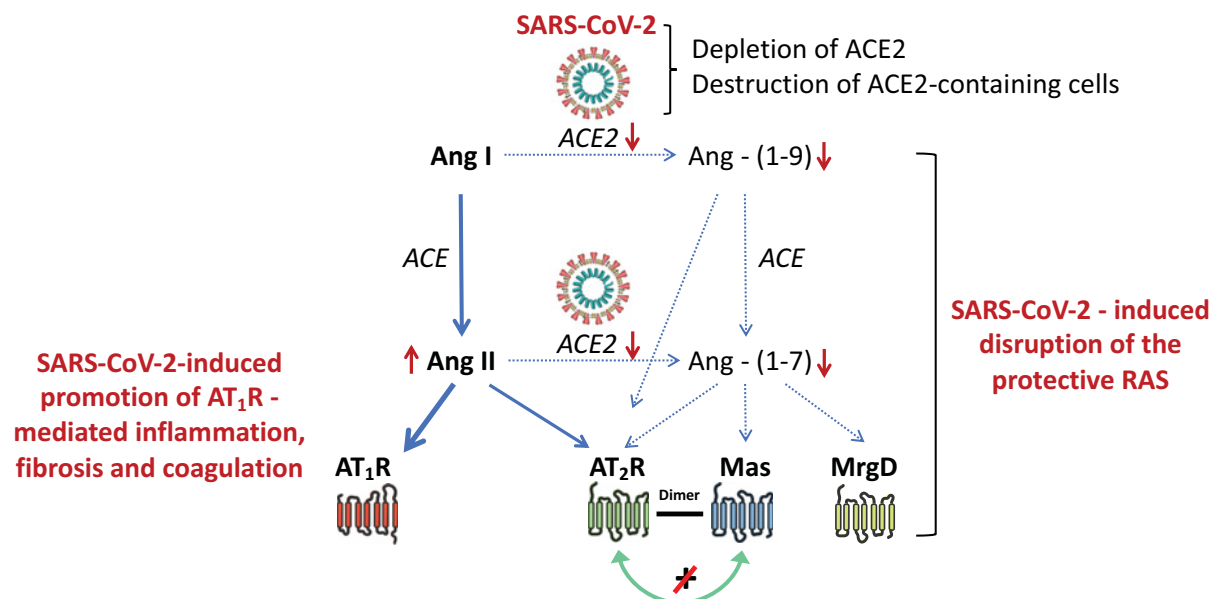 SARS-CoV-2
Depletion of ACE2
Destruction of ACE2-containing cells
ACE2
Ang I
Ang - (1-9)
ACE
ACE
SARS-CoV-2 - induced
disruption of the
protective RAS
ACE2
Ang II
Ang - (1-7)
SARS-CoV-2-induced
promotion of AT₁R -
mediated inflammation,
fibrosis and coagulation
AT₁R
AT₂R
Mas
MrgD
Dimer
+